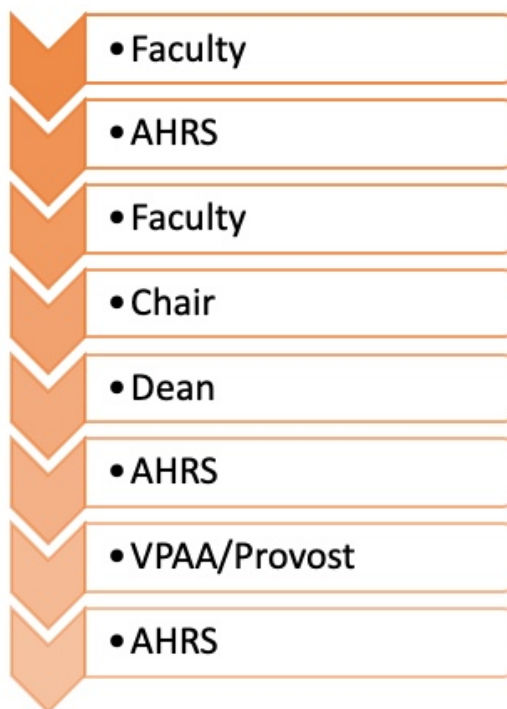 • Faculty
• AHRS
• Faculty
• Chair
• Dean
• AHRS
• VPAA/Provost
• AHRS